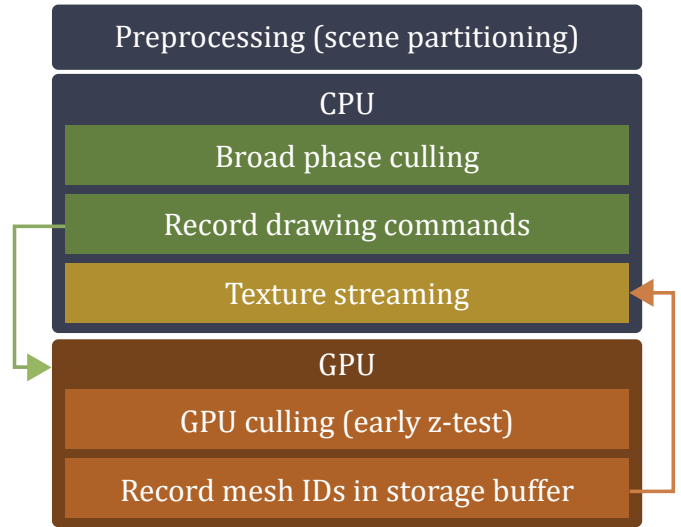 Preprocessing (scene partitioning)
CPU
Broad phase culling
Record drawing commands
Texture streaming
GPU
GPU culling (early z-test)
Record mesh IDs in storage buffer